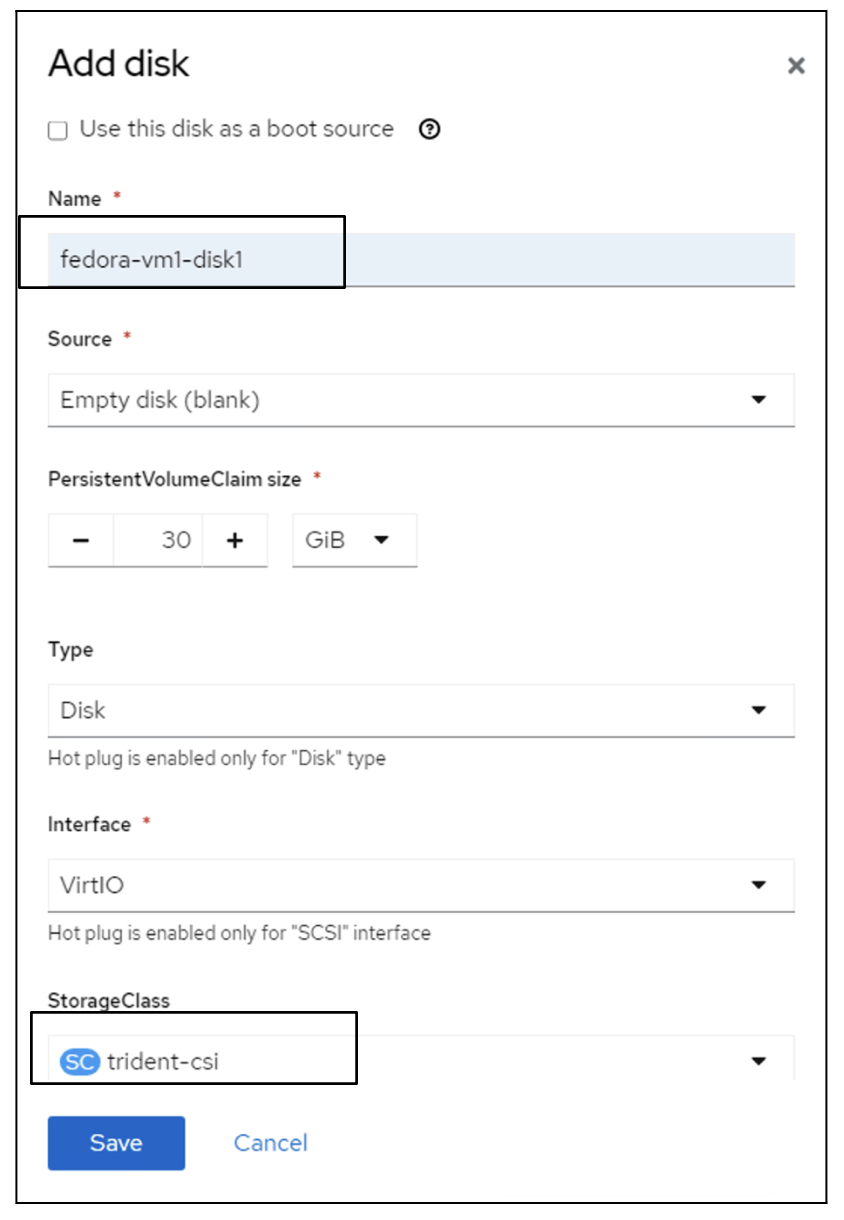 Add disk
Use this disk as a boot source
Name *
fedora-vm1-disk1
Source *
Empty disk (blank)
PersistentVolumeClaim size *
30 GiB
Type
Disk
Hot plug is enabled only for "Disk" type
Interface *
VirtIO
Hot plug is enabled only for "SCSI" interface
StorageClass
SC trident-csi
Save Cancel